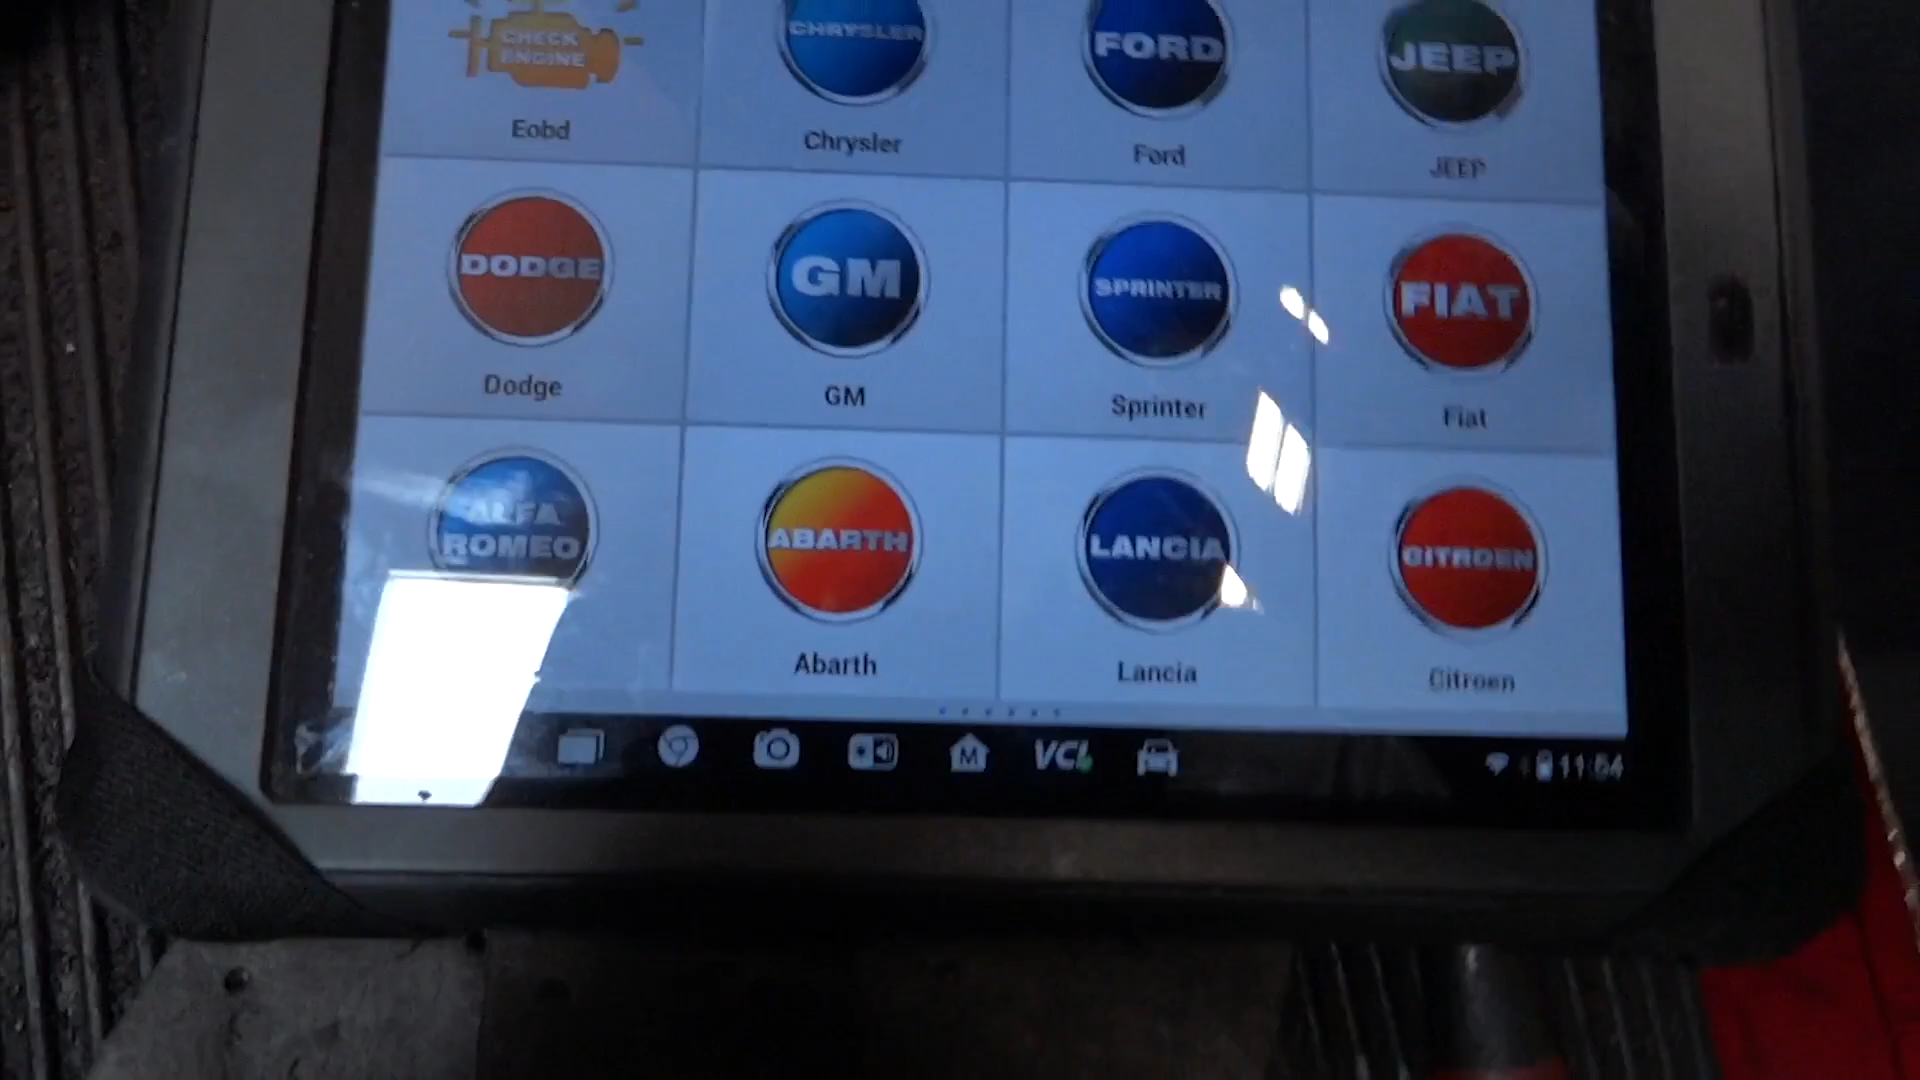 CHECK
ENGINE
CHRYSLER
FORD
JEEP
Eobd
Chrysler
Ford
JEEP
DODGE
GM
SPRINTER
FIAT
Dodge
GM
Sprinter
Fiat
ALFA
ROMEO
ABARTH
LANCIA
CITROEN
Abarth
Lancia
Citroen
M
VCI
11:54